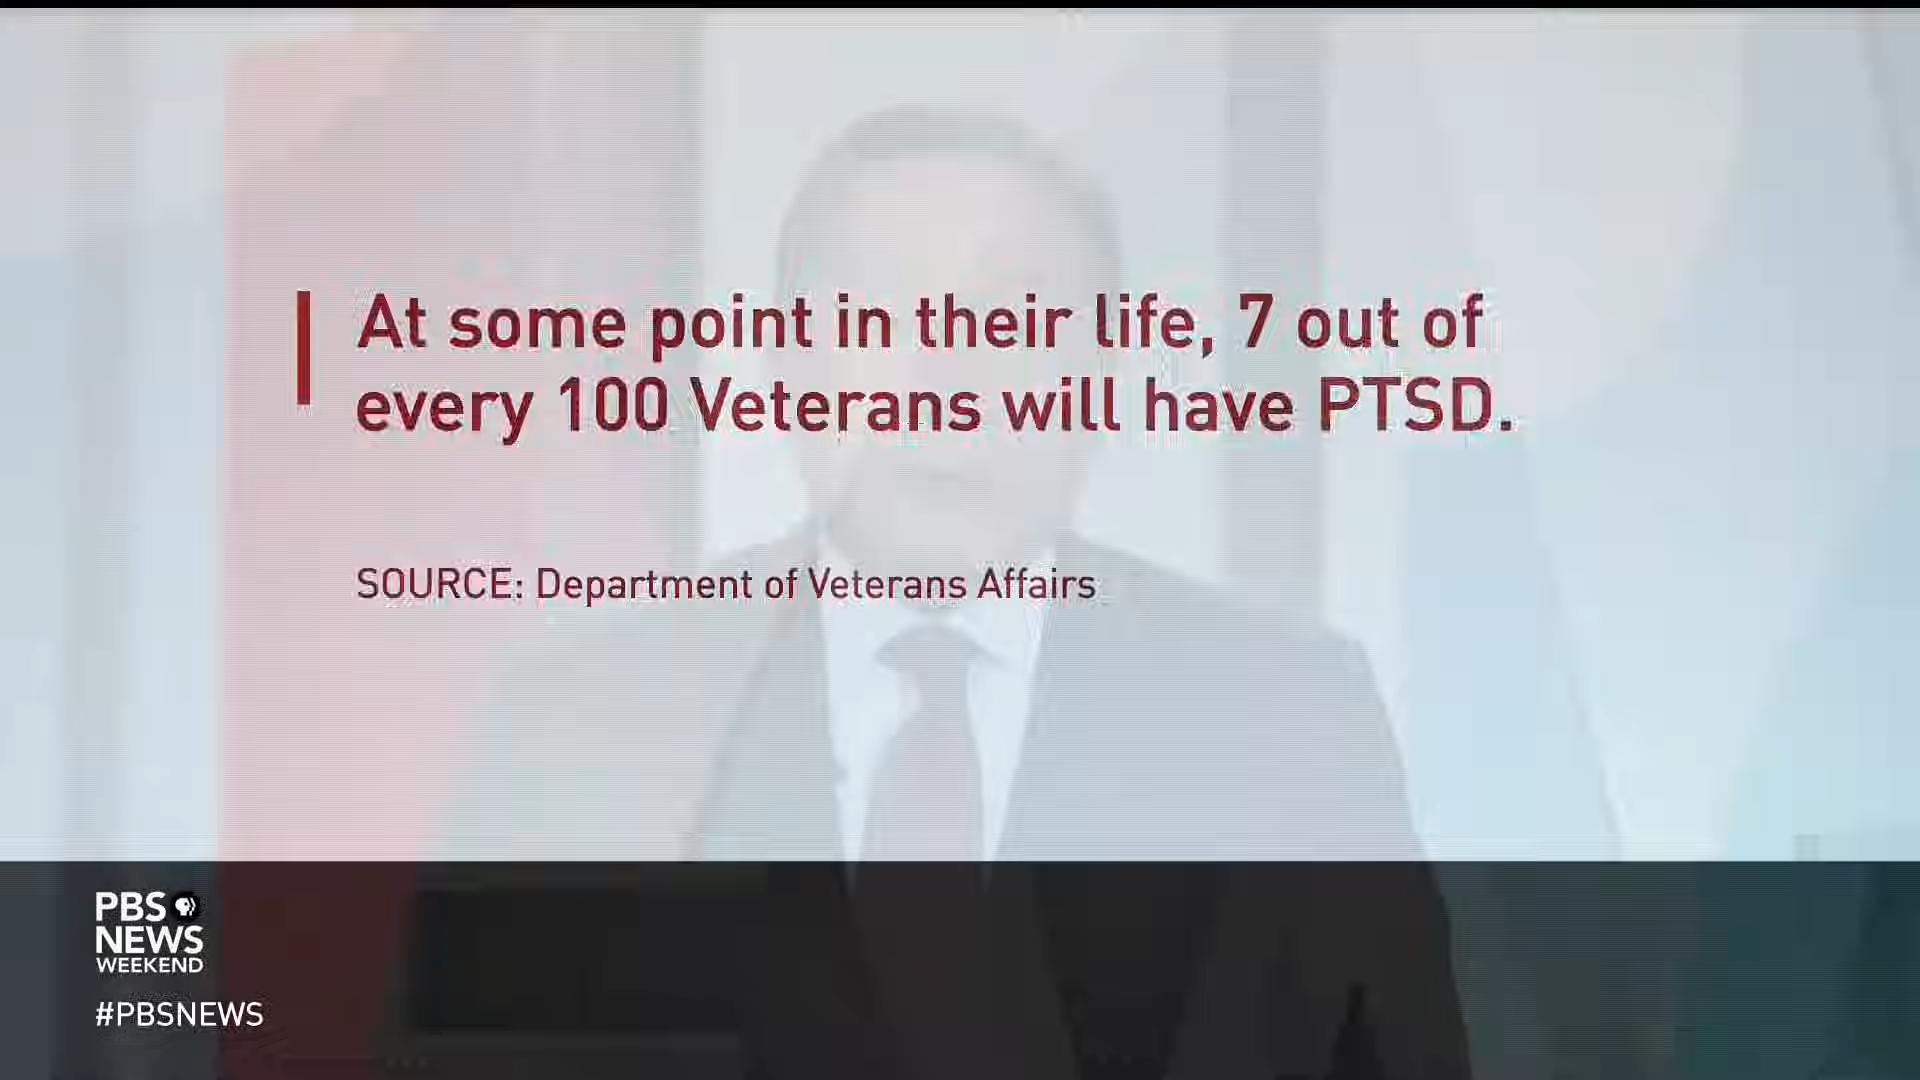 At some point in their life, 7 out of
every 100 Veterans will have PTSD.
SOURCE: Department of Veterans Affairs
PBS
NEWS
WEEKEND
#PBSNEWS